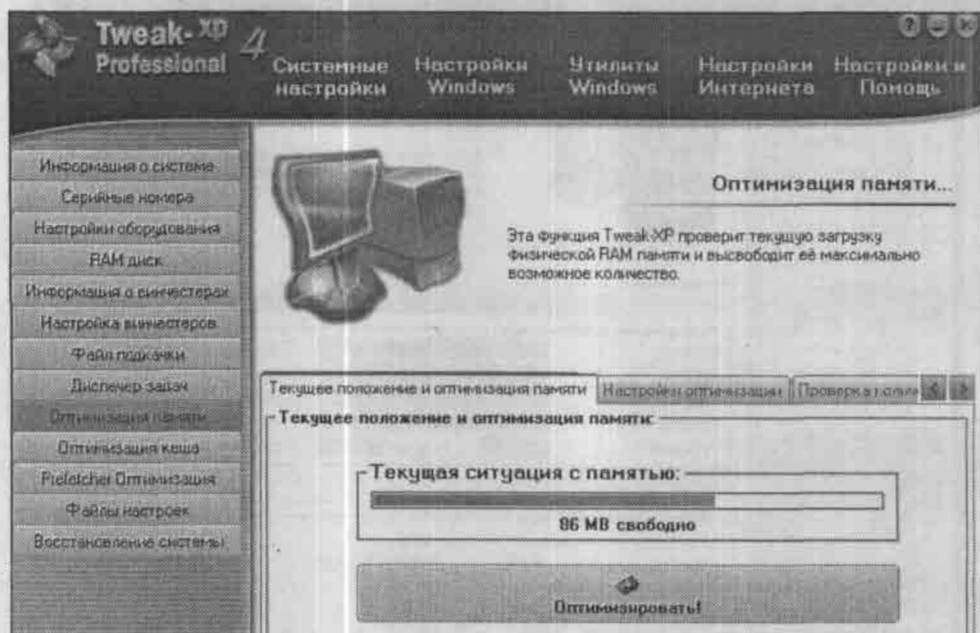 Tweak-XP
Professional 4
Системные
настройки
Настройки
Windows
Утилиты
Windows
Настройки
Интернета
Настройки и
Помощь
Информация о системе
Серийные номера
Настройки оборудования
RAM диск
Информация о винчестерах
Настройка винчестеров
Файл подкачки
Диспечер задач
Оптимизация памяти
Оптимизация кеша
Prefetcher Оптимизация
Файлы настроек
Восстановление системы
Оптимизация памяти...
Эта функция Tweak-XP проверит текущую загрузку
физической RAM памяти и высвободит её максимально
возможное количество.
Текущее положение и оптимизация памяти
Настройки оптимизации
Проверка
Текущее положение и оптимизация памяти:
Текущая ситуация с памятью:
86 MB свободно
Оптимизировать!